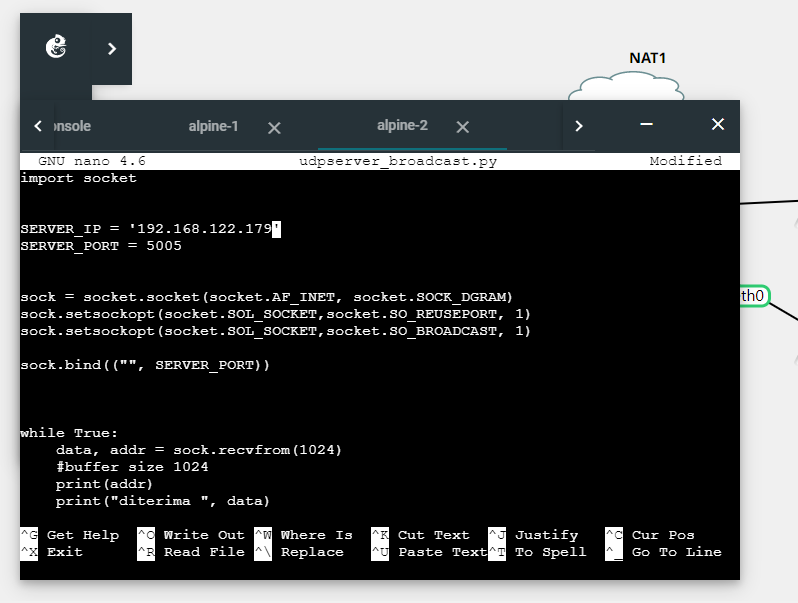 NAT1
onsole
alpine-1
alpine-2
GNU nano 4.6 udpserver_broadcast.py Modified
import socket
SERVER_IP = '192.168.122.179'
SERVER_PORT = 5005
sock = socket.socket(socket.AF_INET, socket.SOCK_DGRAM)
sock.setsockopt(socket.SOL_SOCKET,socket.SO_REUSEPORT, 1)
sock.setsockopt(socket.SOL_SOCKET,socket.SO_BROADCAST, 1)
sock.bind(("", SERVER_PORT))
while True:
    data, addr = sock.recvfrom(1024)
    #buffer size 1024
    print(addr)
    print("diterima ", data)
^G Get Help ^O Write Out ^W Where Is ^K Cut Text ^J Justify ^C Cur Pos
^X Exit ^R Read File ^\ Replace ^U Paste Text ^T To Spell ^_ Go To Line
th0